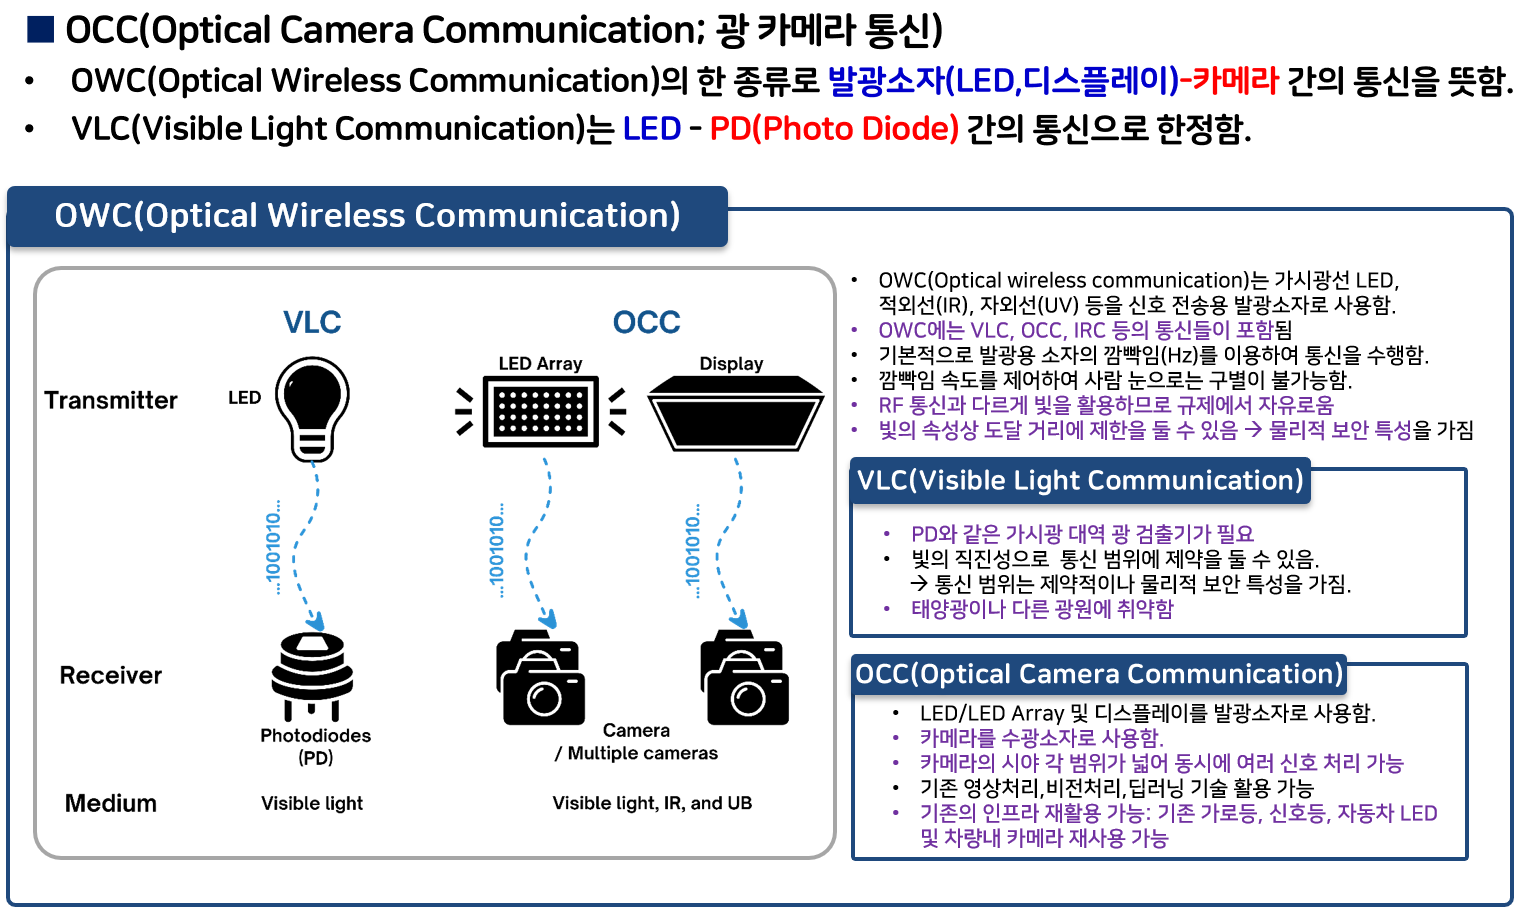 ■ OCC(Optical Camera Communication; 광 카메라 통신)
• OWC(Optical Wireless Communication)의 한 종류로 발광소자(LED,디스플레이)-카메라 간의 통신을 뜻함.
• VLC(Visible Light Communication)는 LED - PD(Photo Diode) 간의 통신으로 한정함.
OWC(Optical Wireless Communication)
VLC
OCC
Transmitter
LED
LED Array
Display
...1001010...
...1001010...
...1001010...
Receiver
Photodiodes
(PD)
Camera
/ Multiple cameras
Medium
Visible light
Visible light, IR, and UB
• OWC(Optical wireless communication)는 가시광선 LED,
적외선(IR), 자외선(UV) 등을 신호 전송용 발광소자로 사용함.
• OWC에는 VLC, OCC, IRC 등의 통신들이 포함됨
• 기본적으로 발광용 소자의 깜빡임(Hz)를 이용하여 통신을 수행함.
• 깜빡임 속도를 제어하여 사람 눈으로는 구별이 불가능함.
• RF 통신과 다르게 빛을 활용하므로 규제에서 자유로움
• 빛의 속성상 도달 거리에 제한을 둘 수 있음 → 물리적 보안 특성을 가짐
VLC(Visible Light Communication)
• PD와 같은 가시광 대역 광 검출기가 필요
• 빛의 직진성으로 통신 범위에 제약을 둘 수 있음.
→ 통신 범위는 제약적이나 물리적 보안 특성을 가짐.
• 태양광이나 다른 광원에 취약함
OCC(Optical Camera Communication)
• LED/LED Array 및 디스플레이를 발광소자로 사용함.
• 카메라를 수광소자로 사용함.
• 카메라의 시야 각 범위가 넓어 동시에 여러 신호 처리 가능
• 기존 영상처리,비전처리,딥러닝 기술 활용 가능
• 기존의 인프라 재활용 가능: 기존 가로등, 신호등, 자동차 LED
및 차량내 카메라 재사용 가능